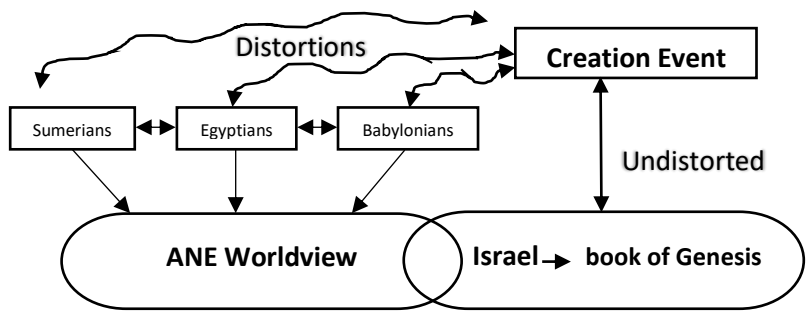 Distortions
Creation Event
Sumerians
Egyptians
Babylonians
Undistorted
ANE Worldview
Israel
book of Genesis